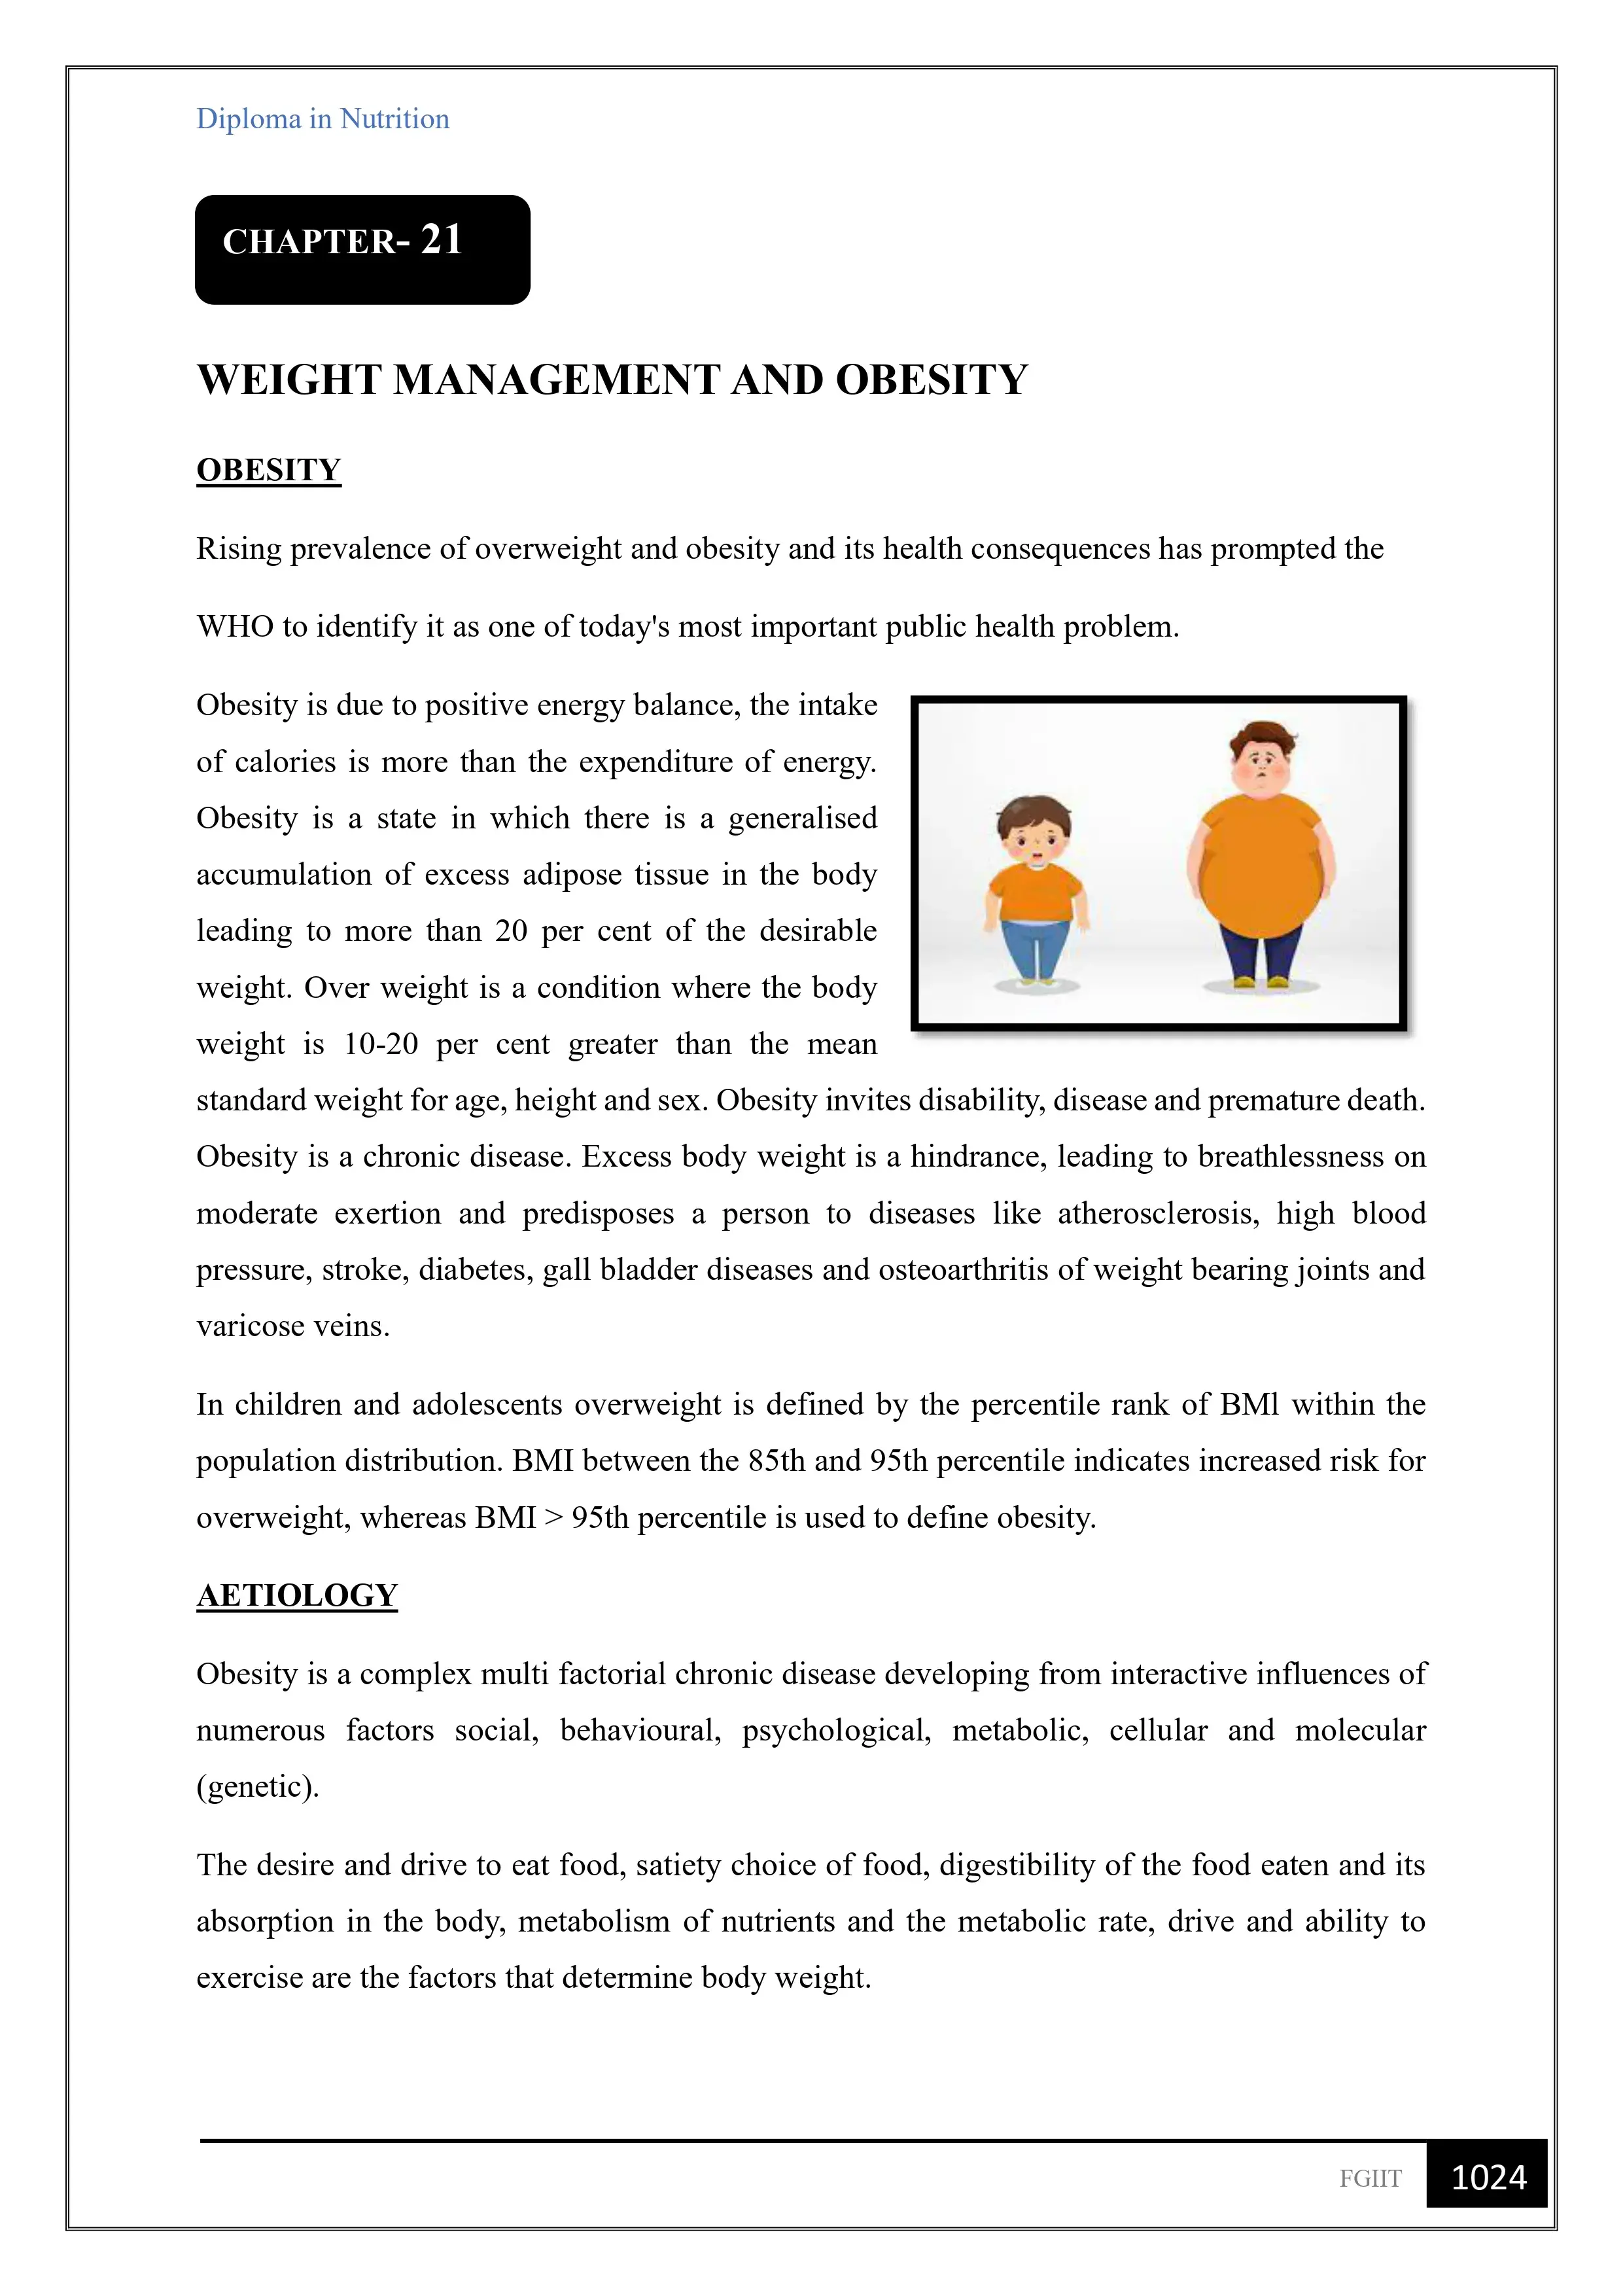 Diploma in Nutrition
CHAPTER- 21
WEIGHT MANAGEMENT AND OBESITY
OBESITY
Rising prevalence of overweight and obesity and its health consequences has prompted the
WHO to identify it as one of today's most important public health problem.
Obesity is due to positive energy balance, the intake
of calories is more than the expenditure of energy.
Obesity is a state in which there is a generalised
accumulation of excess adipose tissue in the body
leading to more than 20 per cent of the desirable
weight. Over weight is a condition where the body
weight is 10-20 per cent greater than the mean
standard weight for age, height and sex. Obesity invites disability, disease and premature death.
Obesity is a chronic disease. Excess body weight is a hindrance, leading to breathlessness on
moderate exertion and predisposes a person to diseases like atherosclerosis, high blood
pressure, stroke, diabetes, gall bladder diseases and osteoarthritis of weight bearing joints and
varicose veins.
In children and adolescents overweight is defined by the percentile rank of BMl within the
population distribution. BMI between the 85th and 95th percentile indicates increased risk for
overweight, whereas BMI > 95th percentile is used to define obesity.
AETIOLOGY
Obesity is a complex multi factorial chronic disease developing from interactive influences of
numerous factors social, behavioural, psychological, metabolic, cellular and molecular
(genetic).
The desire and drive to eat food, satiety choice of food, digestibility of the food eaten and its
absorption in the body, metabolism of nutrients and the metabolic rate, drive and ability to
exercise are the factors that determine body weight.
FGIIT 1024